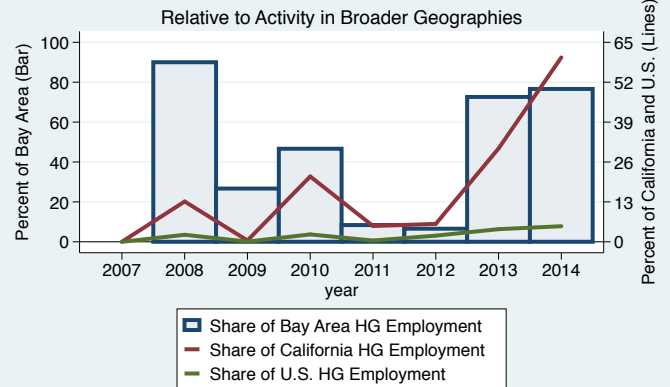 Relative to Activity in Broader Geographies
Percent of Bay Area (Bar)
100
80
60
40
20
0
65
52
39
26
13
0
Percent of California and U.S. (Lines)
2007 2008 2009 2010 2011 2012 2013 2014
year
Share of Bay Area HG Employment
Share of California HG Employment
Share of U.S. HG Employment